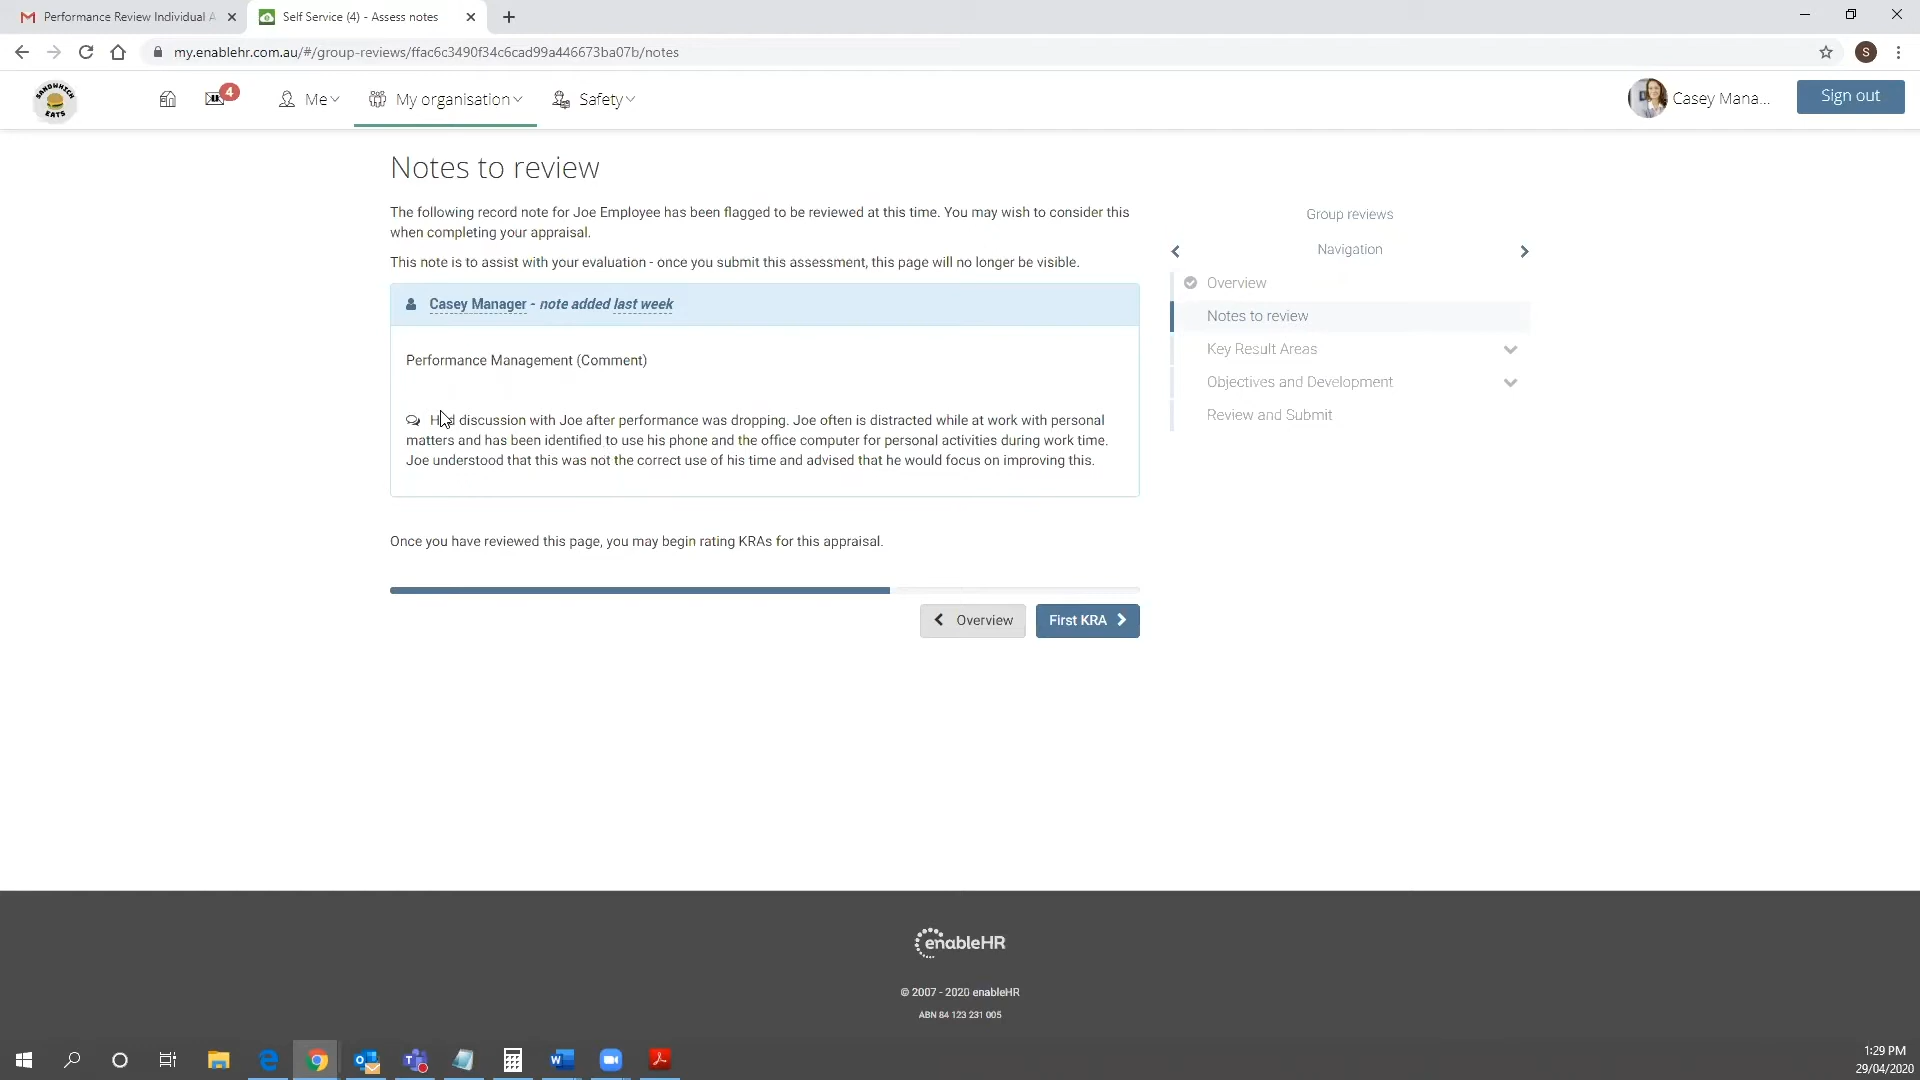 Performance Review Individual A
Self Service (4) - Assess notes
my.enablehr.com.au/#/group-reviews/ffac6c3490f34c6cad99a446673ba07b/notes
S
SANDWHICH
EATS
4
Me
My organisation
Safety
Casey Mana...
Sign out
Notes to review
The following record note for Joe Employee has been flagged to be reviewed at this time. You may wish to consider this
when completing your appraisal.
This note is to assist with your evaluation - once you submit this assessment, this page will no longer be visible.
Casey Manager - note added last week
Performance Management (Comment)
Had discussion with Joe after performance was dropping. Joe often is distracted while at work with personal
matters and has been identified to use his phone and the office computer for personal activities during work time.
Joe understood that this was not the correct use of his time and advised that he would focus on improving this.
Once you have reviewed this page, you may begin rating KRAs for this appraisal.
Overview
First KRA
Group reviews
Navigation
Overview
Notes to review
Key Result Areas
Objectives and Development
Review and Submit
enableHR
© 2007 - 2020 enableHR
ABN 84 123 231 005
1:29 PM
29/04/2020